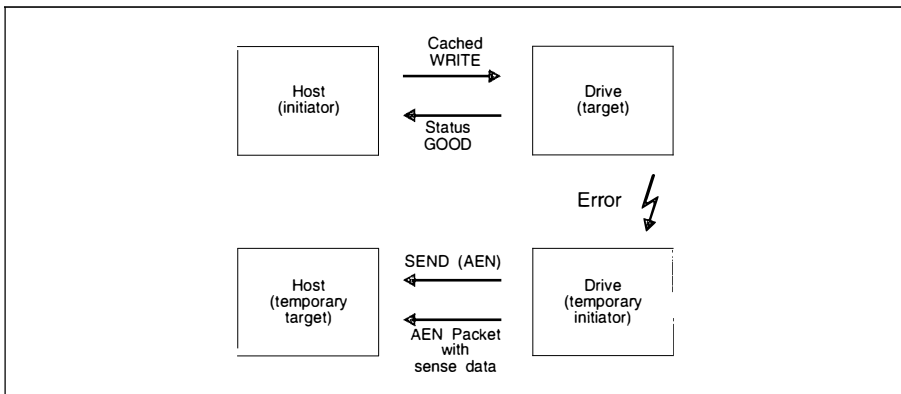 Cached
WRITE
Host
(initiator)
Drive
(target)
Status
GOOD
Error
SEND (AEN)
Host
(temporary
target)
Drive
(temporary
initiator)
AEN Packet
with
sense data